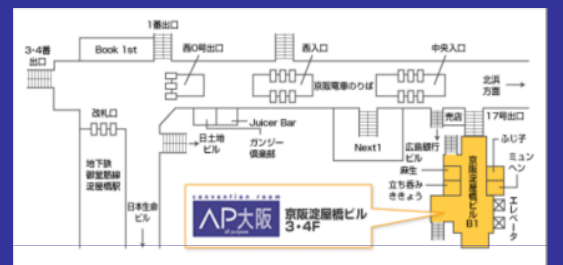 1番出口
3・4番
出口
Book 1st
西0号出口
西入口
中央入口
京阪電車のりば
北浜
方面
改札口
地下鉄
御堂筋線
淀屋橋駅
日本生命
ビル
日土地
ビル
Juicer Bar
ガンジー
倶楽部
Next1
広島銀行
ビル
売店
17号出口
ふじ子
ミュン
ヘン
麻生
立ち呑み
ききょう
京阪淀屋橋ビル
B1
エレベータ
convention room
AP大阪
all purpose
京阪淀屋橋ビル
3・4F